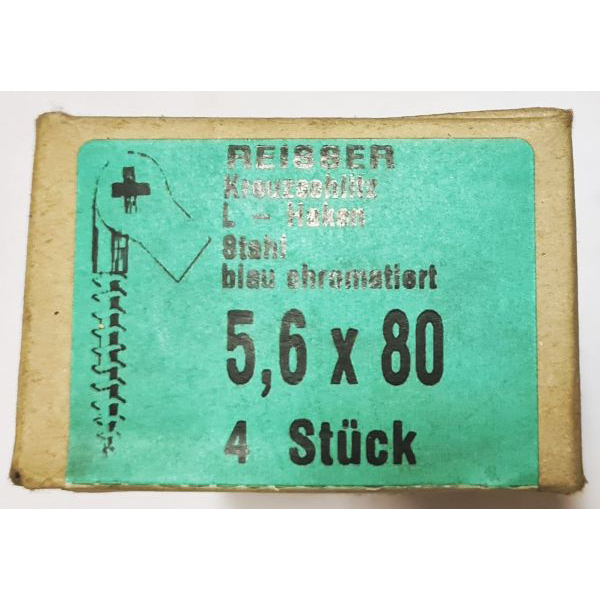 REISSER
Kreuzschlitz
L - Haken
Stahl
blau chromatiert
5,6 x 80
4 Stück